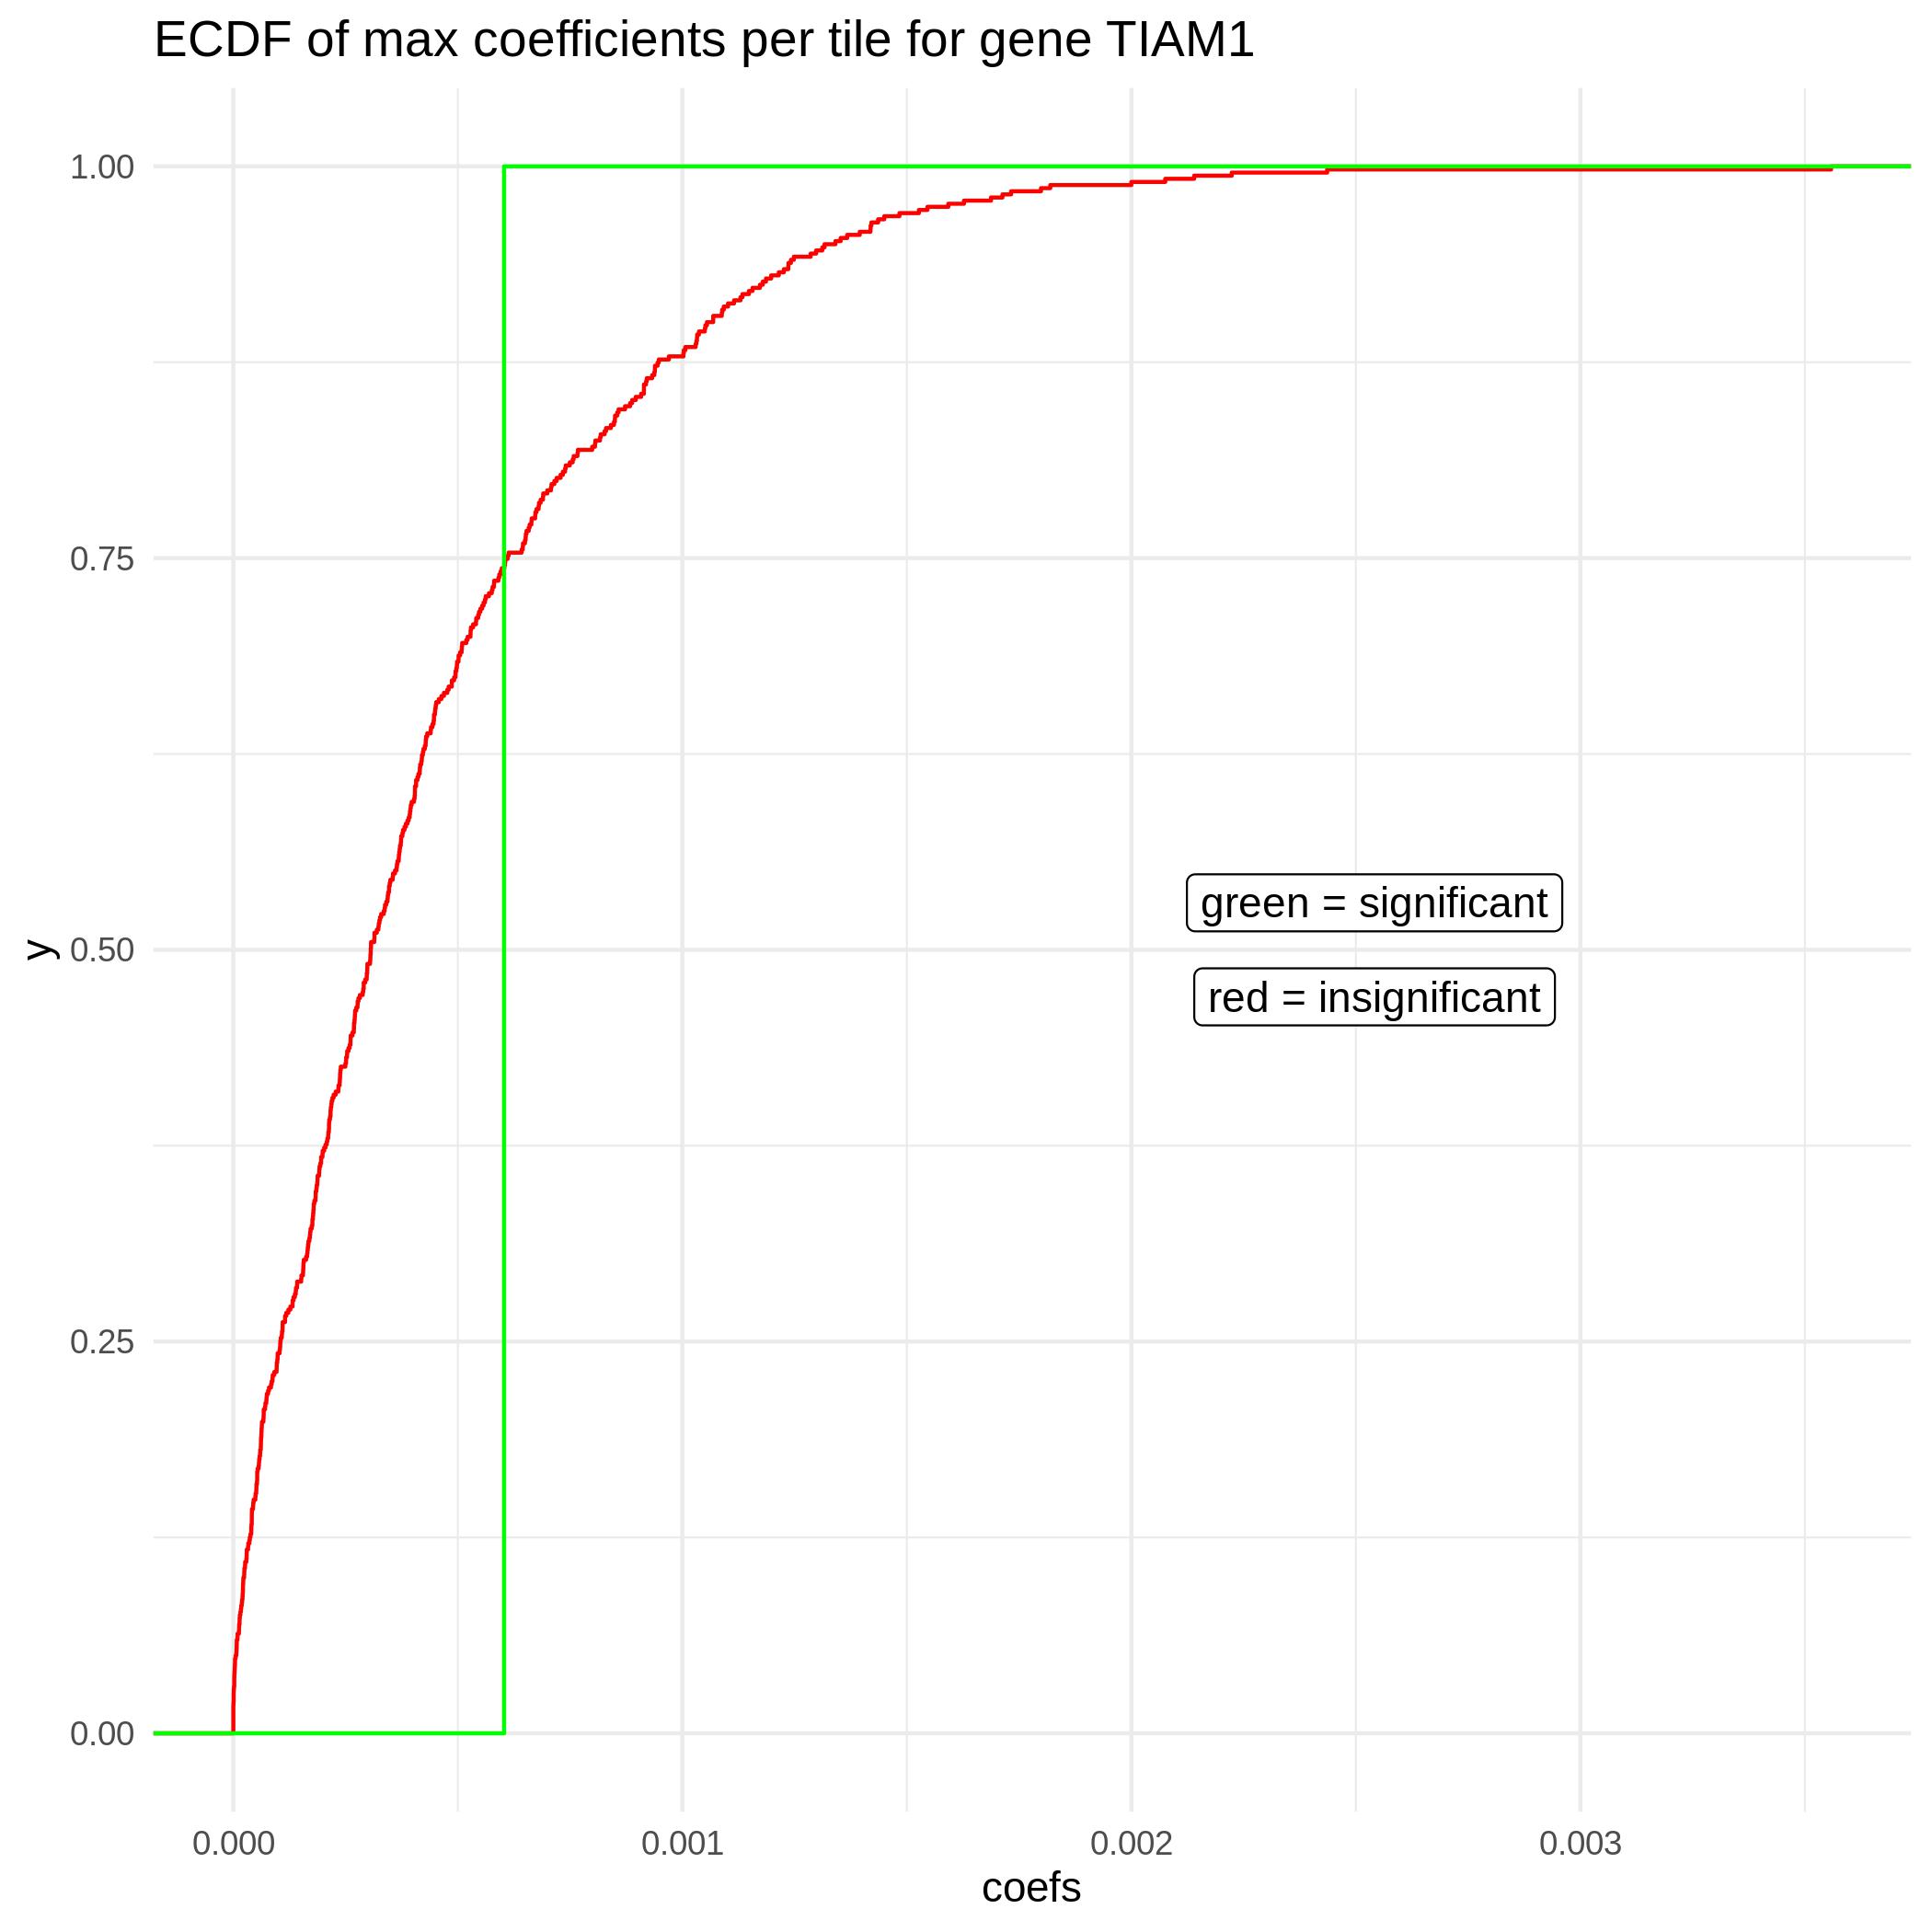 ECDF of max coefficients per tile for gene TIAM1
1.00
0.75
0.50
0.25
0.00
y
green = significant
red = insignificant
0.000 0.001 0.002 0.003
coefs